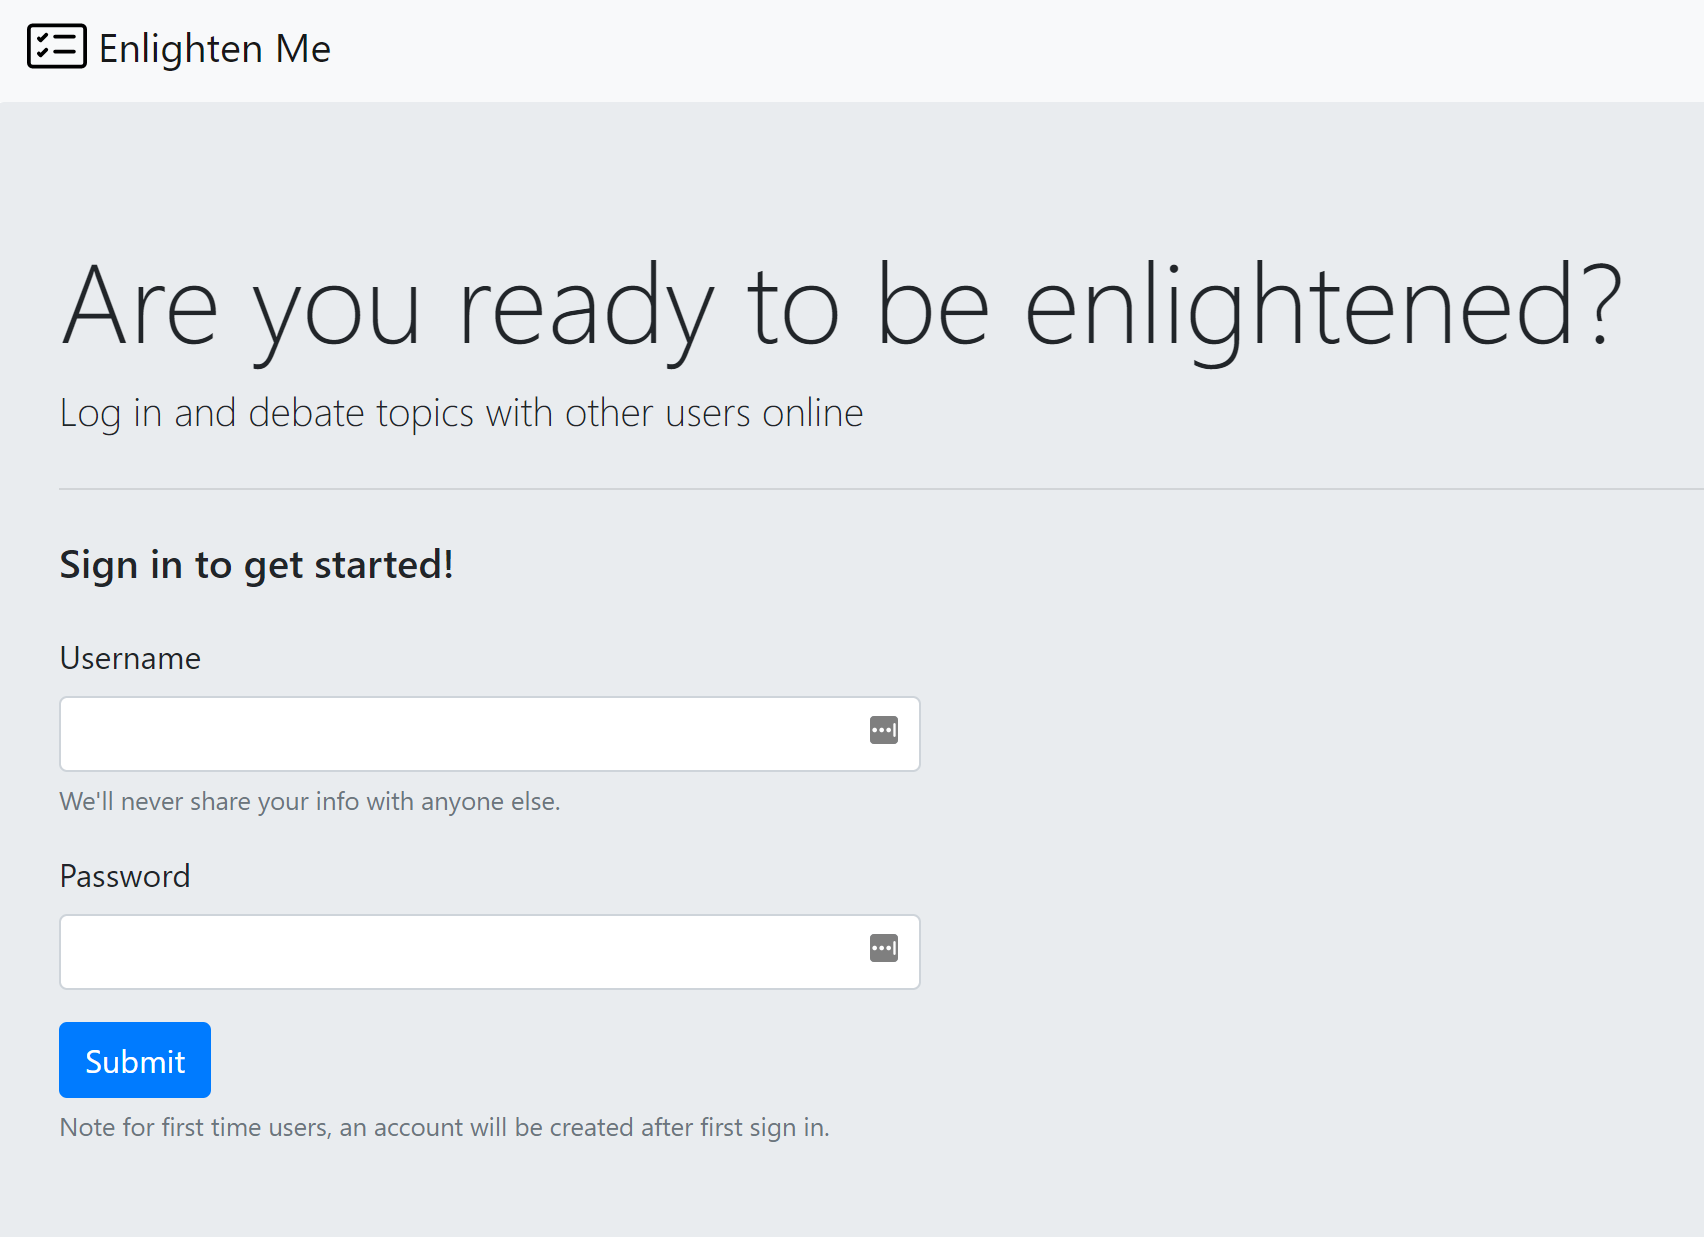 Enlighten Me
Are you ready to be enlightened?
Log in and debate topics with other users online
Sign in to get started!
Username
We'll never share your info with anyone else.
Password
Submit
Note for first time users, an account will be created after first sign in.